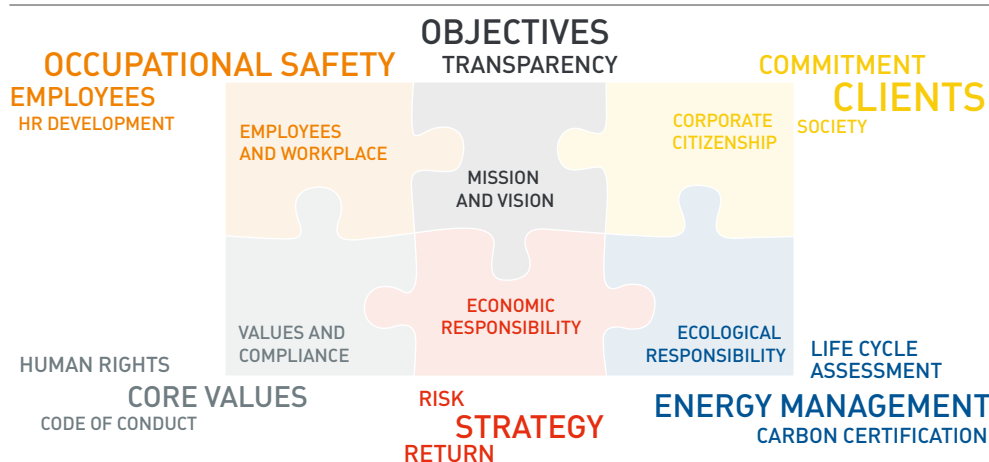 OBJECTIVES
TRANSPARENCY
OCCUPATIONAL SAFETY
EMPLOYEES
HR DEVELOPMENT
COMMITMENT
CLIENTS
SOCIETY
EMPLOYEES
AND WORKPLACE
MISSION
AND VISION
CORPORATE
CITIZENSHIP
VALUES AND
COMPLIANCE
ECONOMIC
RESPONSIBILITY
ECOLOGICAL
RESPONSIBILITY
HUMAN RIGHTS
CORE VALUES
CODE OF CONDUCT
RISK
STRATEGY
RETURN
LIFE CYCLE
ASSESSMENT
ENERGY MANAGEMENT
CARBON CERTIFICATION